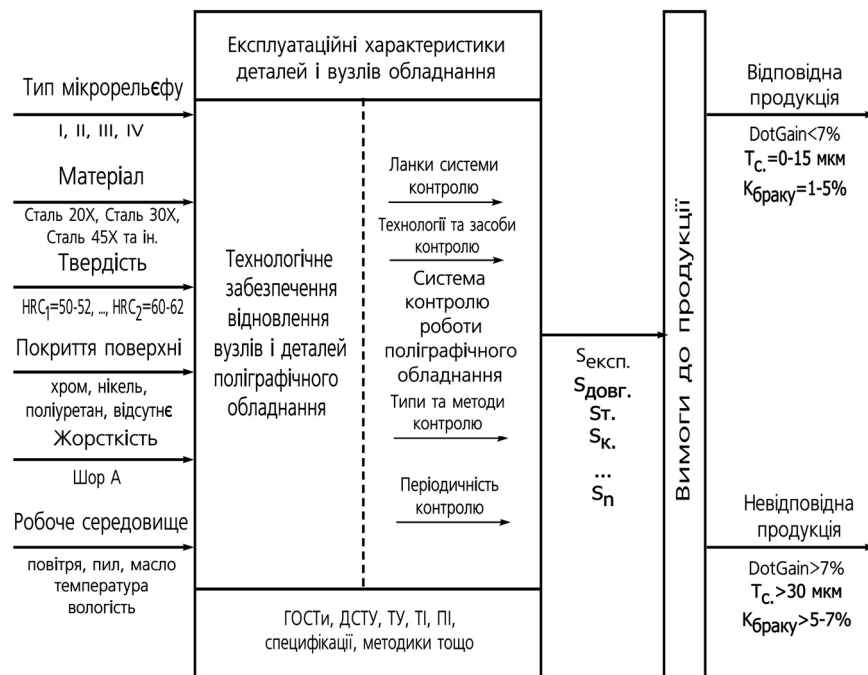 Експлуатаційні характеристики
деталей і вузлів обладнання
Тип мікрорельєфу
I, II, III, IV
Матеріал
Сталь 20Х, Сталь 30Х,
Сталь 45Х та ін.
Твердість
HRC1=50-52, ..., HRC2=60-62
Покриття поверхні
хром, нікель,
поліуретан, відсутнє
Жорсткість
Шор А
Робоче середовище
повітря, пил, масло
температура
вологість
Технологічне
забезпечення
відновлення
вузлів і деталей
поліграфічного
обладнання
Ланки системи
контролю
Технології та засоби
контролю
Система
контролю
роботи
поліграфічного
обладнання
Типи та методи
контролю
Періодичність
контролю
ГОСТи, ДСТУ, ТУ, ТІ, ПІ,
специфікації, методики тощо
Sексп.
Sдовг.
Sт.
Sк.
...
Sn
Вимоги до продукції
Відповідна
продукція
DotGain<7%
Tс.=0-15 мкм
Kбраку=1-5%
Невідповідна
продукція
DotGain>7%
Tс.>30 мкм
Kбраку>5-7%